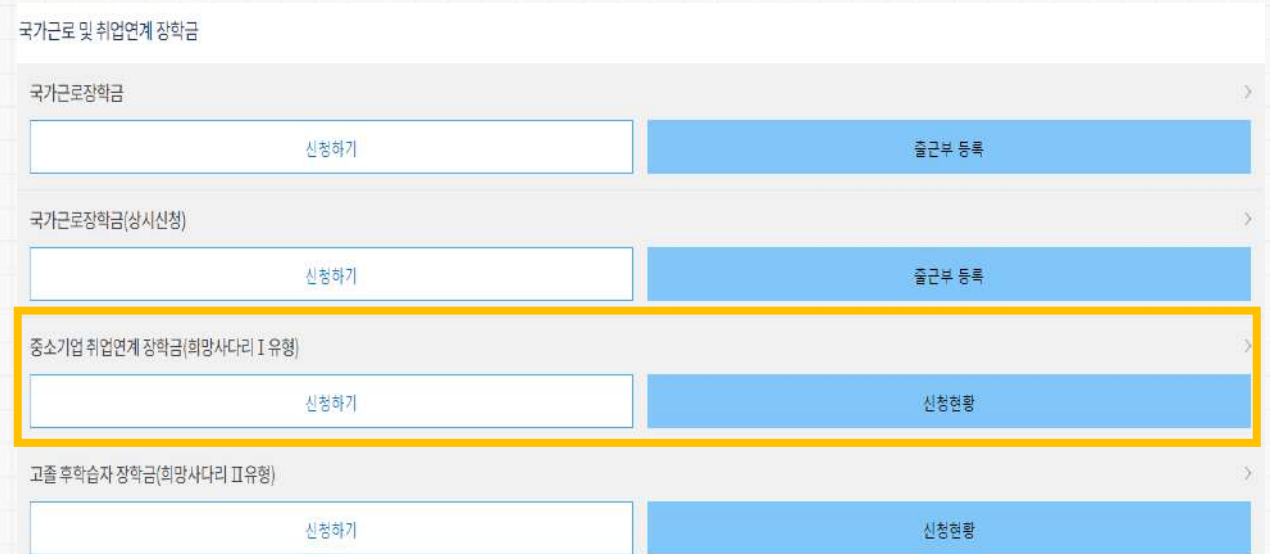 국가근로 및 취업연계 장학금
국가근로장학금
신청하기
출근부 등록
국가근로장학금(상시신청)
신청하기
출근부 등록
중소기업 취업연계 장학금(희망사다리 I 유형)
신청하기
신청현황
고졸 후학습자 장학금(희망사다리 II유형)
신청하기
신청현황